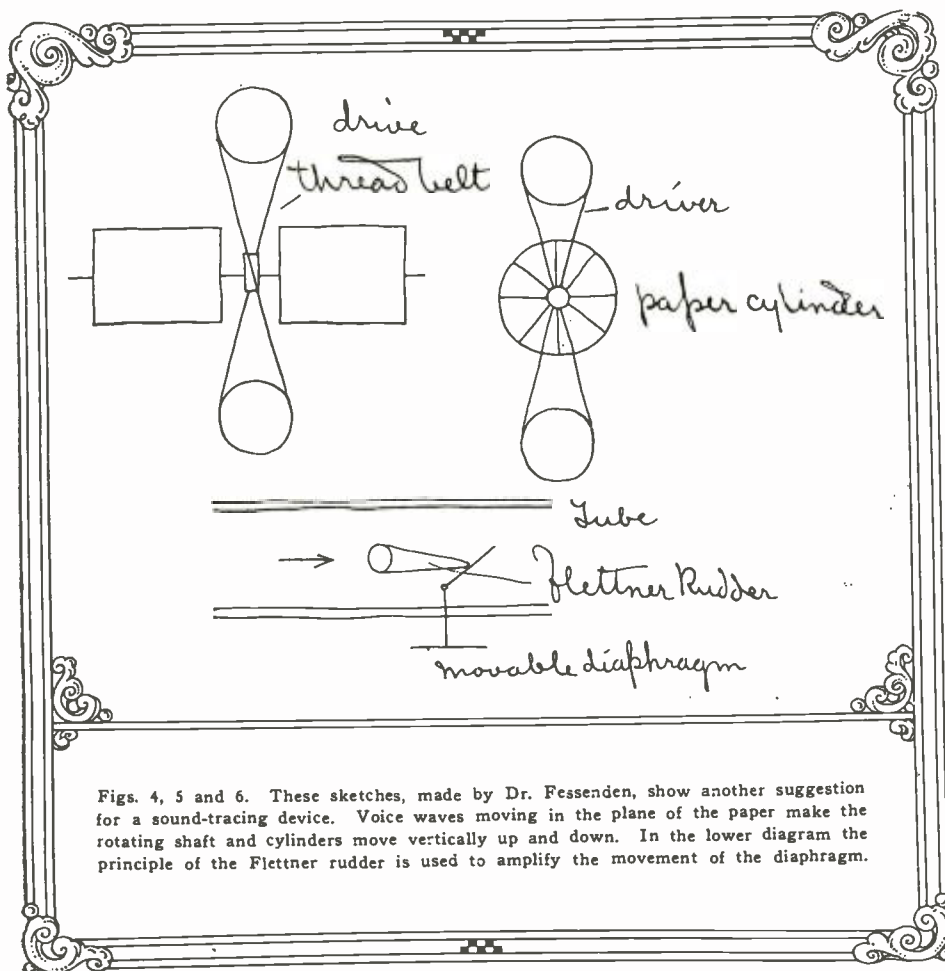 drive
thread belt
driver
paper cylinder
Tube
Flettner Rudder
movable diaphragm
Figs. 4, 5 and 6. These sketches, made by Dr. Fessenden, show another suggestion
for a sound-tracing device. Voice waves moving in the plane of the paper make the
rotating shaft and cylinders move vertically up and down. In the lower diagram the
principle of the Flettner rudder is used to amplify the movement of the diaphragm.